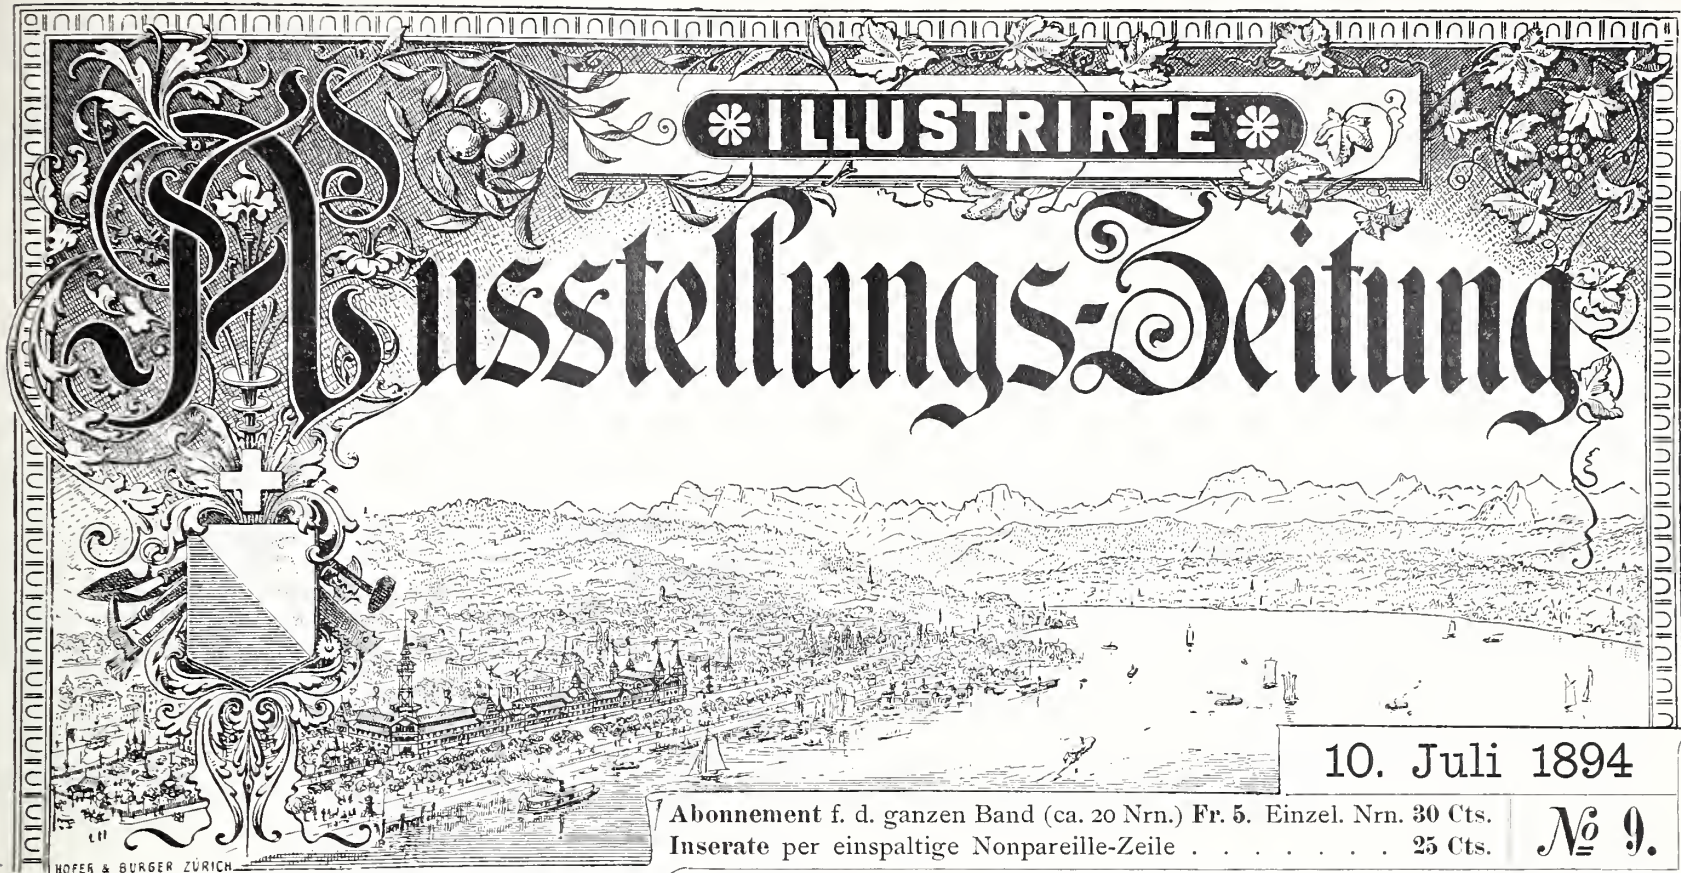 ILLUSTRIRTE
Ausstellungs-Zeitung
10. Juli 1894
Abonnement f. d. ganzen Band (ca. 20 Nrn.) Fr. 5. Einzel. Nrn. 30 Cts.
Inserate per einspaltige Nonpareille-Zeile . . . . . . . 25 Cts.
№ 9.
HOFER & BURGER ZÜRICH